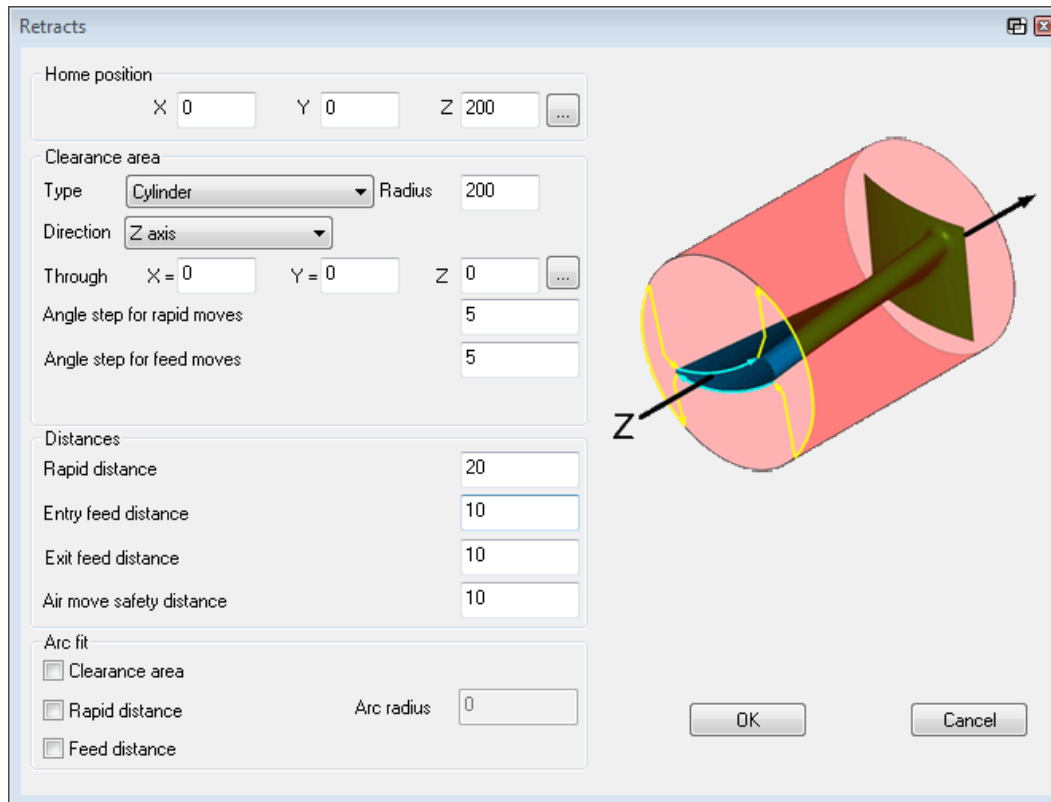 Retracts
Home position
X 0 Y 0 Z 200 ...
Clearance area
Type Cylinder Radius 200
Direction Z axis
Through X = 0 Y = 0 Z 0 ...
Angle step for rapid moves 5
Angle step for feed moves 5
Distances
Rapid distance 20
Entry feed distance 10
Exit feed distance 10
Air move safety distance 10
Arc fit
Clearance area
Rapid distance Arc radius 0
Feed distance
Z
OK Cancel